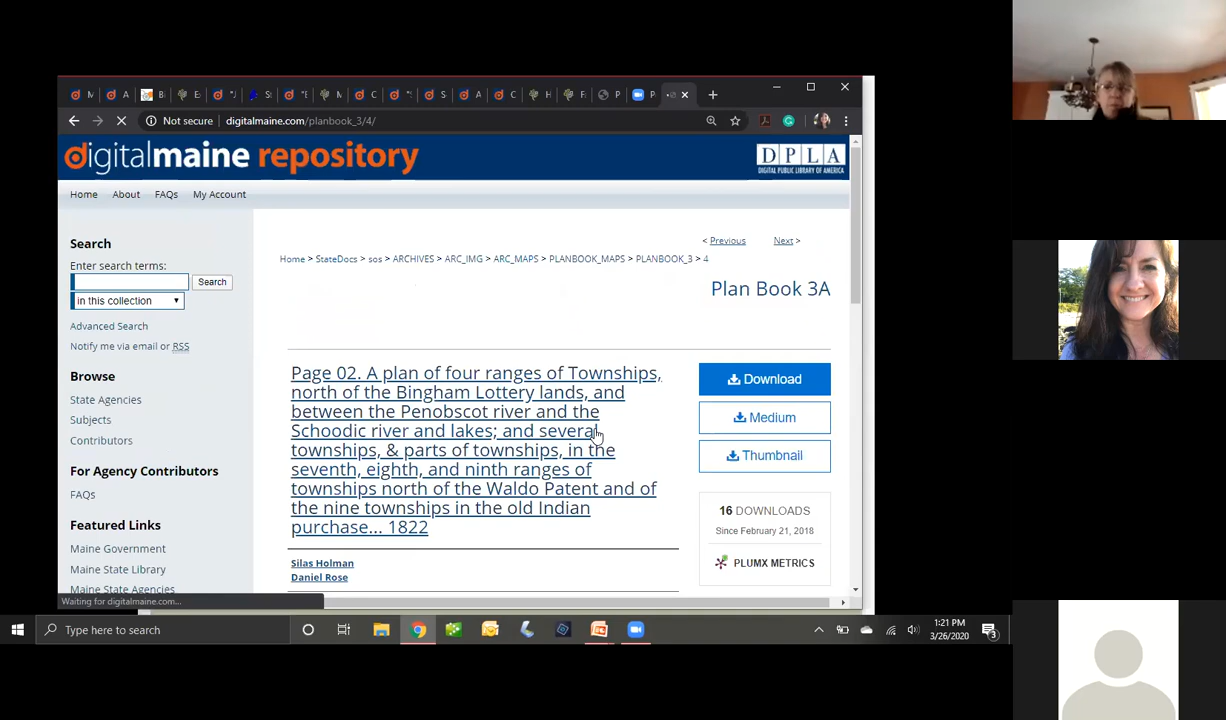 Not secure | digitalmaine.com/planbook_3/4/
digitalmaine repository
DPLA
DIGITAL PUBLIC LIBRARY OF AMERICA
Home About FAQs My Account
< Previous Next >
Home > StateDocs > sos > ARCHIVES > ARC_IMG > ARC_MAPS > PLANBOOK_MAPS > PLANBOOK_3 > 4
Plan Book 3A
Search
Enter search terms:
Search
in this collection
Advanced Search
Notify me via email or RSS
Browse
State Agencies
Subjects
Contributors
For Agency Contributors
FAQs
Featured Links
Maine Government
Maine State Library
Maine State Agencies
Page 02. A plan of four ranges of Townships,
north of the Bingham Lottery lands, and
between the Penobscot river and the
Schoodic river and lakes; and several
townships, & parts of townships, in the
seventh, eighth, and ninth ranges of
townships north of the Waldo Patent and of
the nine townships in the old Indian
purchase... 1822
Silas Holman
Daniel Rose
Download
Medium
Thumbnail
16 DOWNLOADS
Since February 21, 2018
PLUMX METRICS
Waiting for digitalmaine.com...
Type here to search
1:21 PM
3/26/2020
3